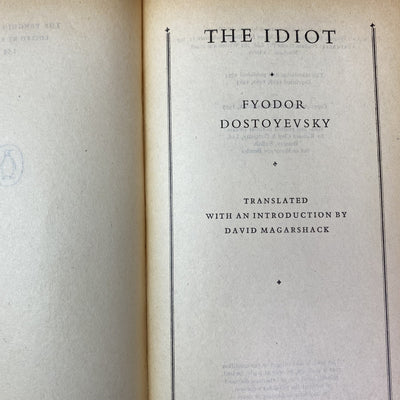 THE IDIOT
FYODOR
DOSTOYEVSKY
TRANSLATED
WITH AN INTRODUCTION BY
DAVID MAGARSHACK